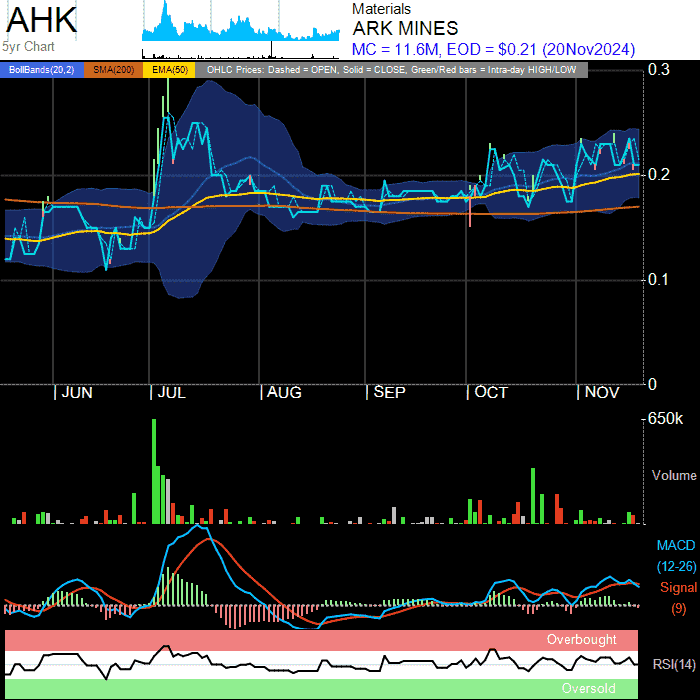 AHK
5yr Chart
Materials
ARK MINES
MC = 11.6M, EOD = $0.21 (20Nov2024)
BollBands(20,2) SMA(200) EMA(50) OHLC Prices: Dashed = OPEN, Solid = CLOSE, Green/Red bars = Intra-day HIGH/LOW
0.3
0.2
0.1
0
| JUN | JUL | AUG | SEP | OCT | NOV
650k
Volume
MACD
(12-26)
Signal
(9)
Overbought
RSI(14)
Oversold